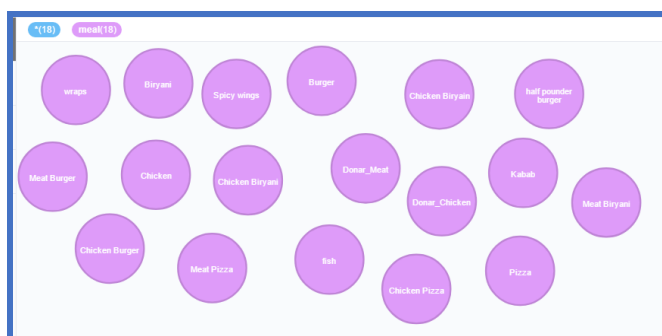 *(18) meal(18)
wraps
Biryani
Spicy wings
Burger
Chicken Biryain
half pounder
burger
Meat Burger
Chicken
Chicken Biryani
Donar_Meat
Donar_Chicken
Kabab
Meat Biryani
Chicken Burger
Meat Pizza
fish
Chicken Pizza
Pizza